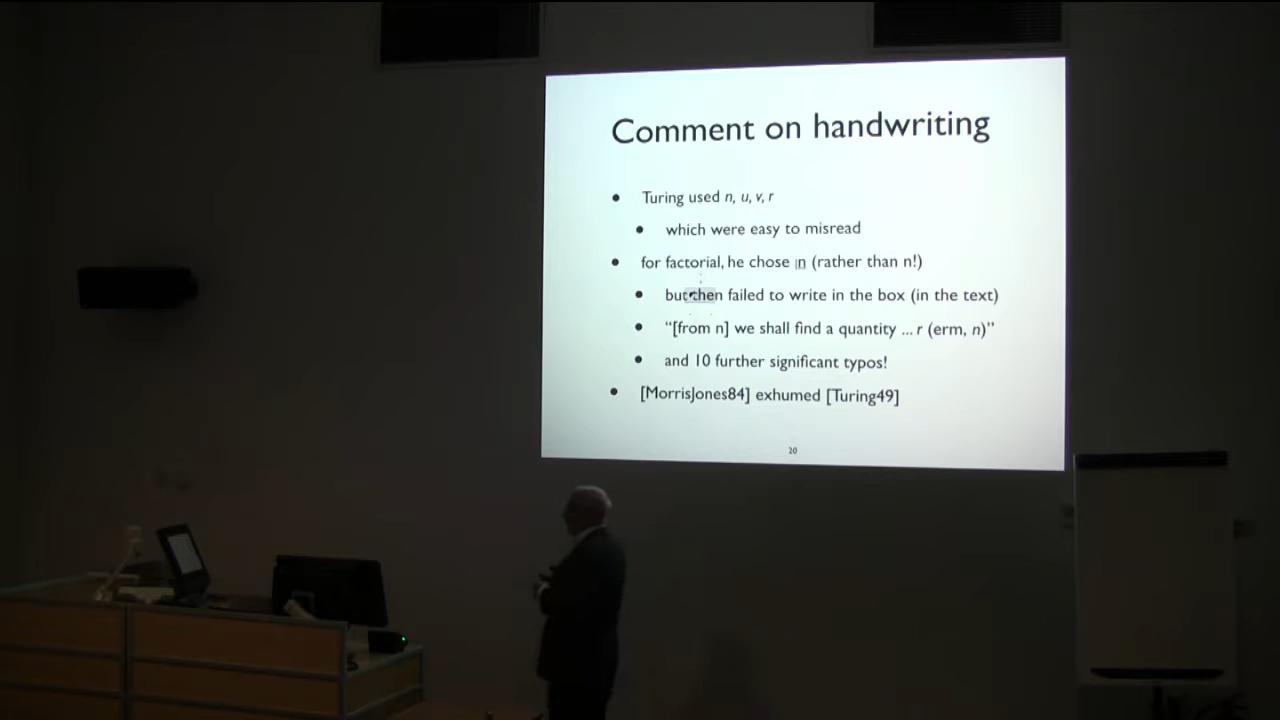 Comment on handwriting
• Turing used n, u, v, r
• which were easy to misread
• for factorial, he chose |n (rather than n!)
• but then failed to write in the box (in the text)
• “[from n] we shall find a quantity ... r (erm, n)”
• and 10 further significant typos!
• [MorrisJones84] exhumed [Turing49]
20